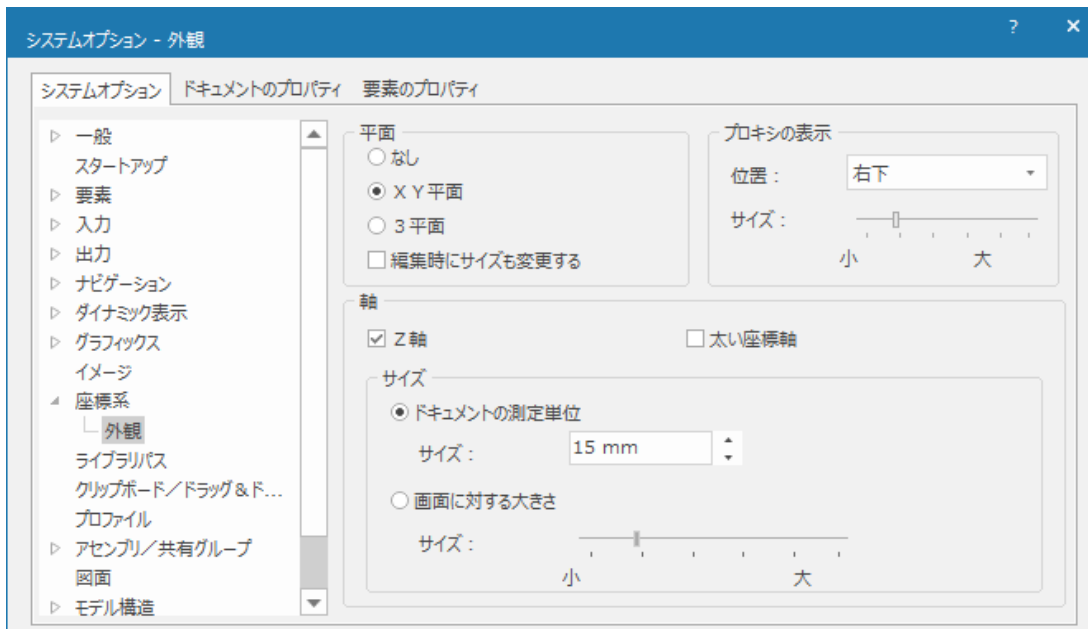 システムオプション - 外観
?
×
システムオプション
ドキュメントのプロパティ
要素のプロパティ
一般
スタートアップ
要素
入力
出力
ナビゲーション
ダイナミック表示
グラフィックス
イメージ
座標系
外観
ライブラリパス
クリップボード／ドラッグ＆ド...
プロファイル
アセンブリ／共有グループ
図面
モデル構造
平面
なし
ＸＹ平面
３平面
編集時にサイズも変更する
プロキシの表示
位置：
右下
サイズ：
小
大
軸
Ｚ軸
太い座標軸
サイズ
ドキュメントの測定単位
サイズ：
15 mm
画面に対する大きさ
サイズ：
小
大